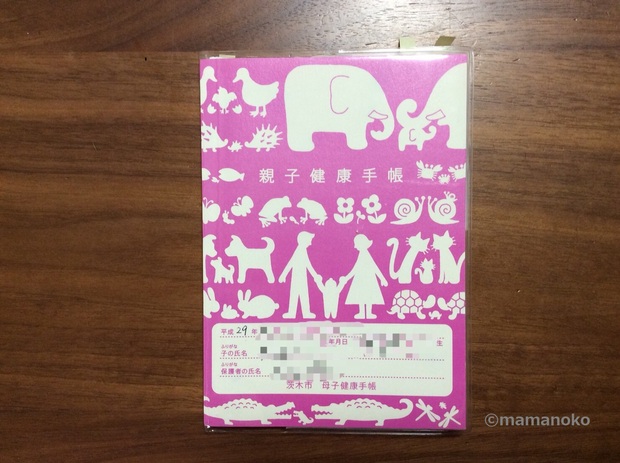 親子健康手帳
平成29年 年月日 生
ふりがな
子の氏名
ふりがな
保護者の氏名
茨木市 母子健康手帳
©mamanoko